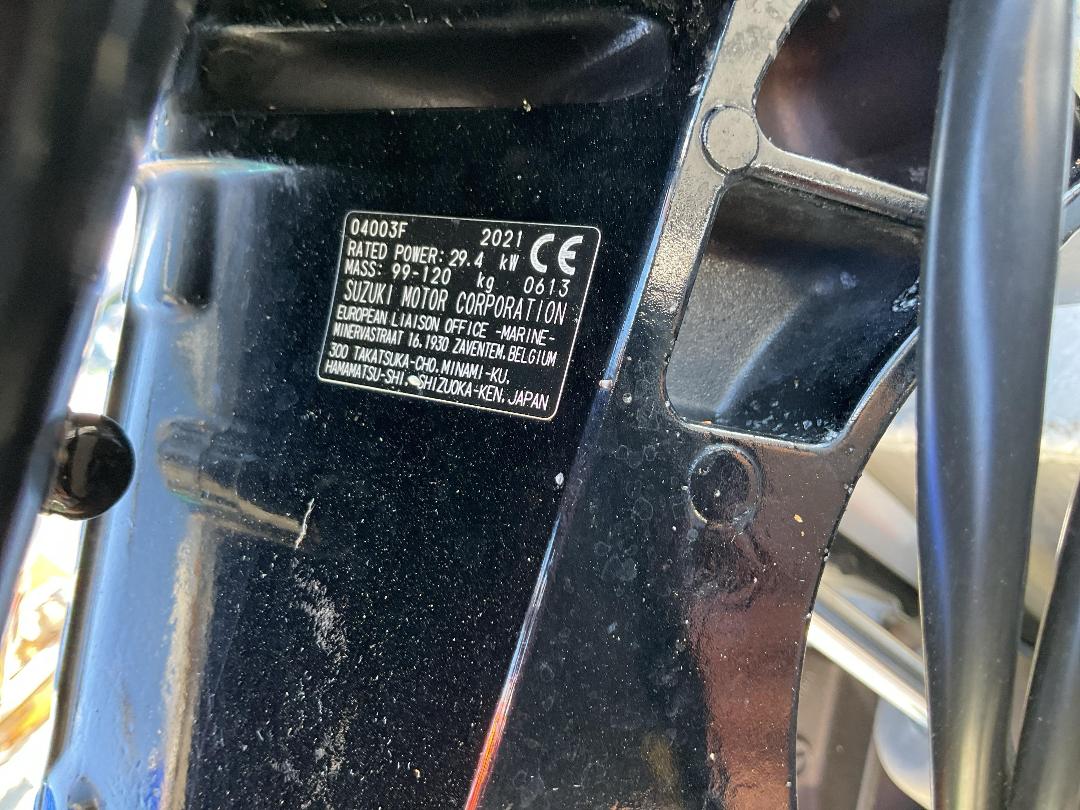 04003F 2021 CE
RATED POWER: 29.4 kW
MASS: 99-120 kg 0613
SUZUKI MOTOR CORPORATION
EUROPEAN LIAISON OFFICE -MARINE-
MINERVASTRAAT 16,1930 ZAVENTEM,BELGIUM
300 TAKATSUKA-CHO,MINAMI-KU,
HAMAMATSU-SHI, SHIZUOKA-KEN, JAPAN